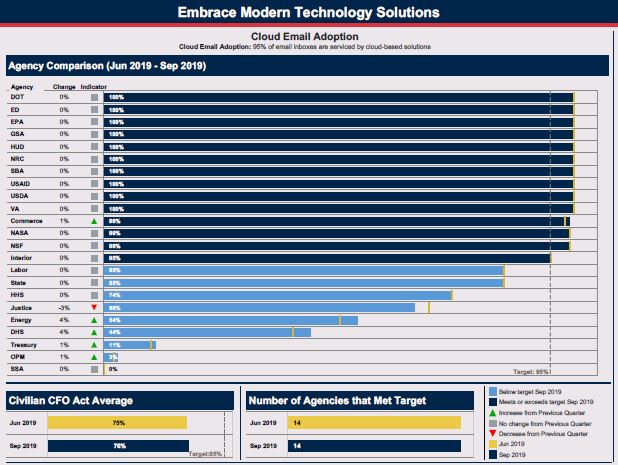 Embrace Modern Technology Solutions
Cloud Email Adoption
Cloud Email Adoption: 95% of email inboxes are serviced by cloud-based solutions
Agency Comparison (Jun 2019 - Sep 2019)
Agency Change Indicator
DOT 0% 100%
ED 0% 100%
EPA 0% 100%
GSA 0% 100%
HUD 0% 100%
NRC 0% 100%
SBA 0% 100%
USAID 0% 100%
USDA 0% 100%
VA 0% 100%
Commerce 1% 99%
NASA 0% 99%
NSF 0% 99%
Interior 0% 95%
Labor 0% 85%
State 0% 85%
HHS 0% 74%
Justice -3% 66%
Energy 4% 54%
DHS 4% 44%
Treasury 1% 11%
OPM 1% 3%
SSA 0% 0%
Target: 95%
Civilian CFO Act Average
Jun 2019 75%
Sep 2019 76%
Target:95%
Number of Agencies that Met Target
Jun 2019 14
Sep 2019 14
Below target Sep 2019
Meets or exceeds target Sep 2019
Increase from Previous Quarter
No change from Previous Quarter
Decrease from Previous Quarter
Jun 2019
Sep 2019